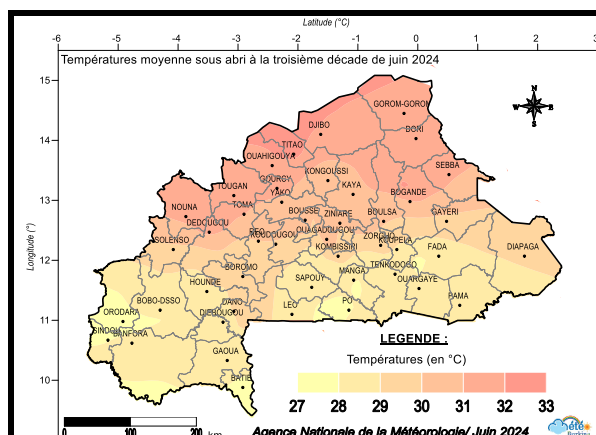 Latitude (°C)
-6 -5 -4 -3 -2 -1 0 1 2 3
Températures moyenne sous abri à la troisième décade de juin 2024
15
GOROM-GOROM
N
W E
S
DJIBO
14
DORI
TITAO
OUAHIGOUYA
SEBBA
KONGOUSSI
GOURCY
KAYA
TOUGAN
YAKO
BOGANDE
13
NOUNA
TOMA
BOUSSE
ZINIARE
BOULSA
GAYERI
DEDOUGOU
REO
OUAGADOUGOU
ZORGHO
SOLENSO
KOUDOUGOU
KOMBISSIRI
KOUPELA
FADA
DIAPAGA
12
BOROMO
TENKODOGO
HOUNDE
SAPOUY
MANGA
OUARGAYE
PAMA
BOBO-DSSO
DANO
LEO
PO
ORODARA
DIEBOUGOU
11
SINDOU
BANFORA
GAOUA
BATIE
10
Longitude (°)
LEGENDE :
Températures (en °C)
27 28 29 30 31 32 33
0 100 200
km
Agence Nationale de la Météorologie/ Juin 2024
météo
Burkina